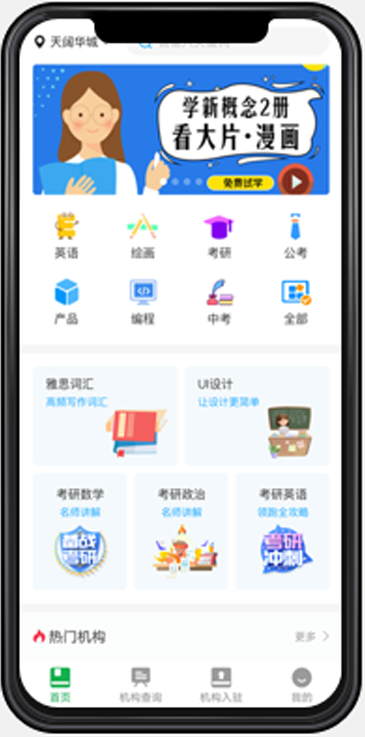 天阔华城
学新概念2册
看大片·漫画
免费试学
英语
绘画
考研
公考
产品
编程
中考
全部
雅思词汇
高频写作词汇
UI设计
让设计更简单
考研数学
名师讲解
备战
考研
考研政治
名师讲解
考研英语
领跑全攻略
考研
冲刺
热门机构
更多
首页
机构查询
机构入驻
我的